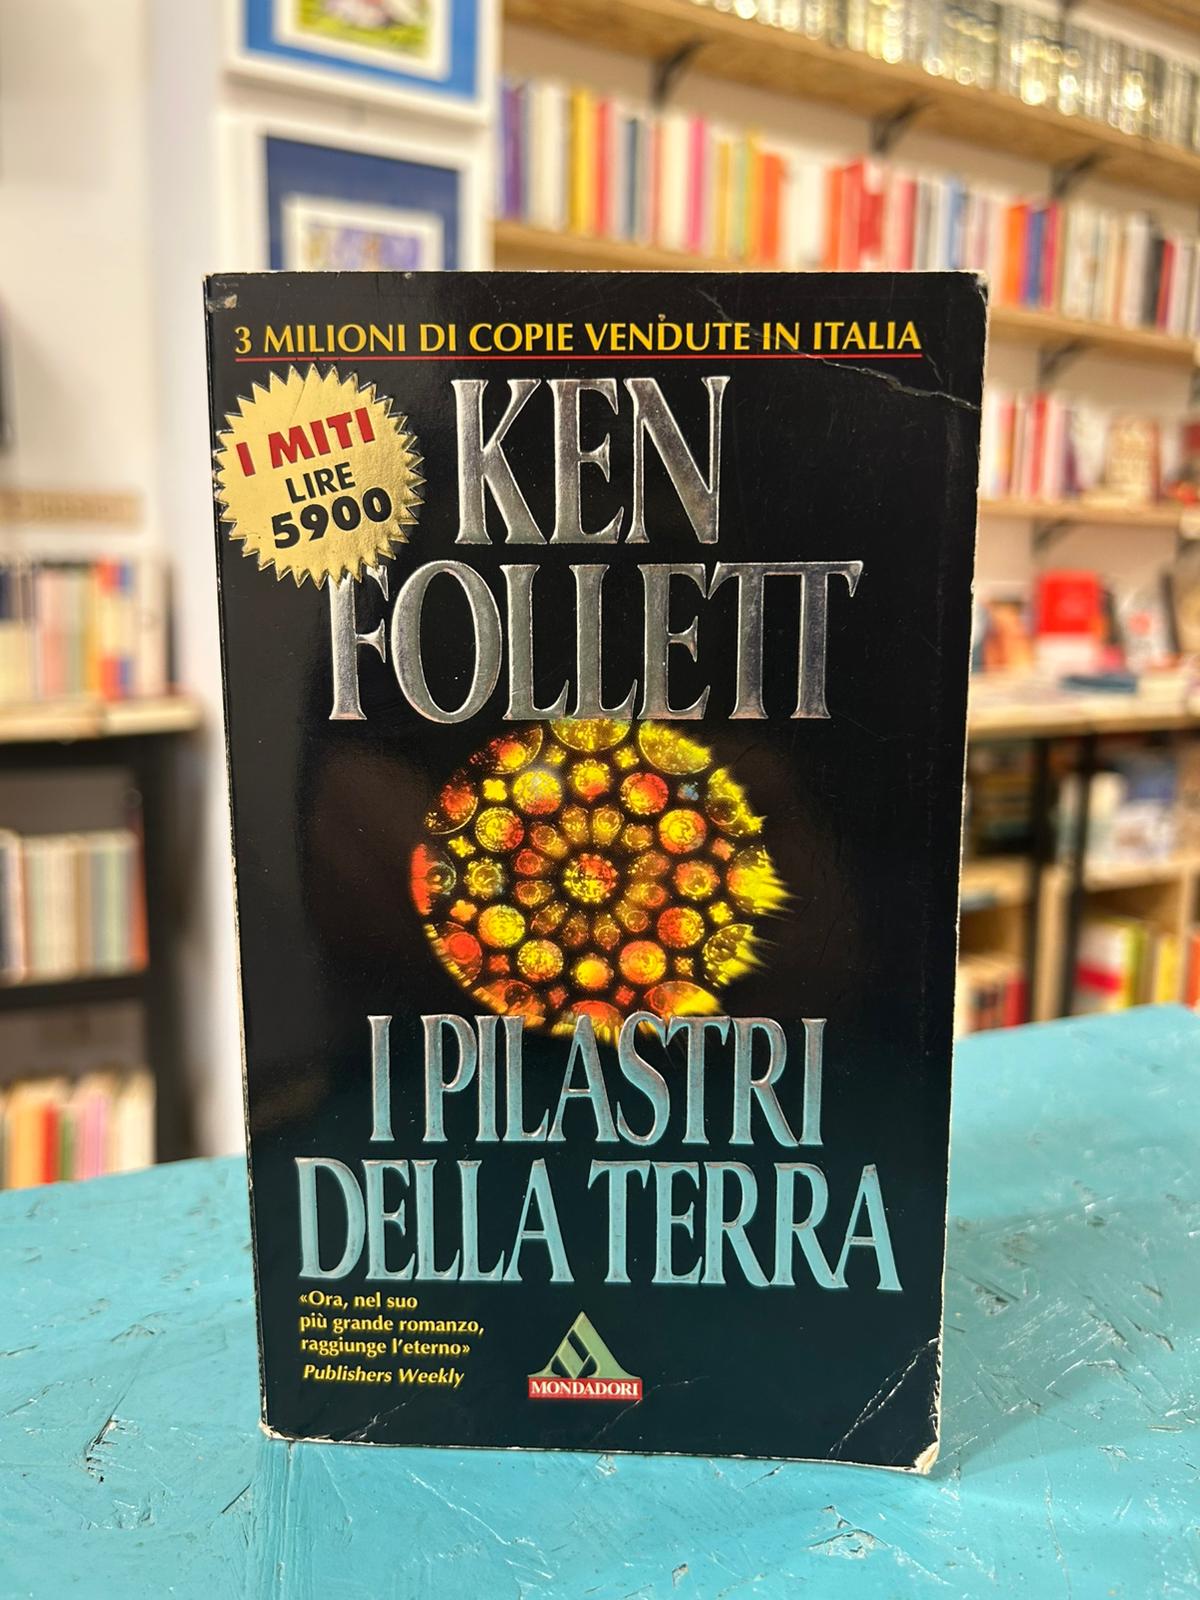 3 MILIONI DI COPIE VENDUTE IN ITALIA
I MITI
LIRE
5900
KEN
FOLLETT
I PILASTRI
DELLA TERRA
«Ora, nel suo
più grande romanzo,
raggiunge l'eterno»
Publishers Weekly
MONDADORI